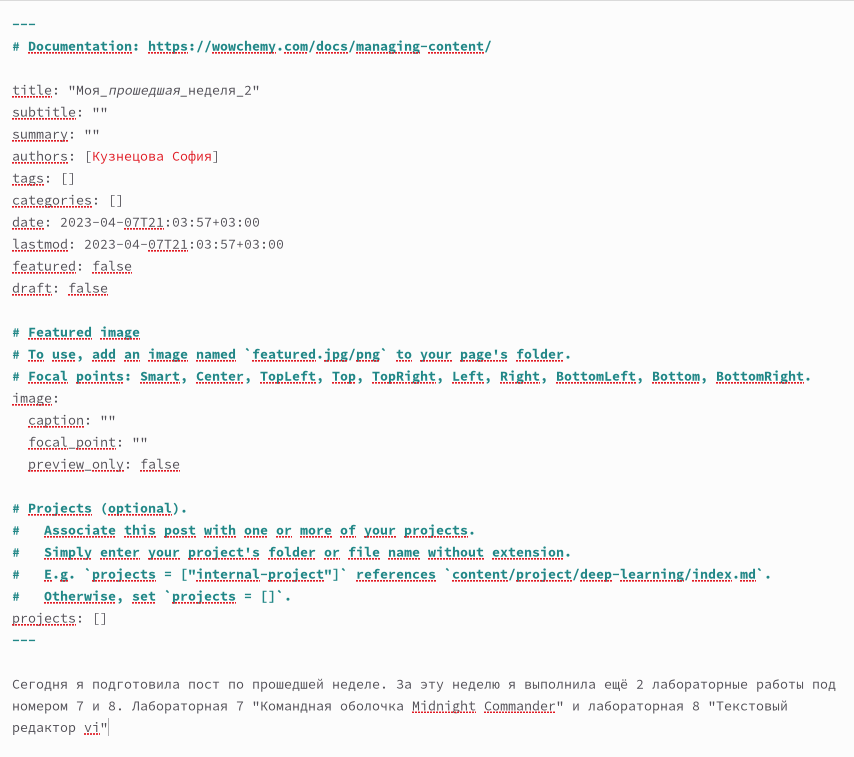 ---
# Documentation: https://wowchemy.com/docs/managing-content/
title: "Моя_прошедшая_неделя_2"
subtitle: ""
summary: ""
authors: [Кузнецова София]
tags: []
categories: []
date: 2023-04-07T21:03:57+03:00
lastmod: 2023-04-07T21:03:57+03:00
featured: false
draft: false
# Featured image
# To use, add an image named `featured.jpg/png` to your page's folder.
# Focal points: Smart, Center, TopLeft, Top, TopRight, Left, Right, BottomLeft, Bottom, BottomRight.
image:
  caption: ""
  focal_point: ""
  preview_only: false
# Projects (optional).
#   Associate this post with one or more of your projects.
#   Simply enter your project's folder or file name without extension.
#   E.g. `projects = ["internal-project"]` references `content/project/deep-learning/index.md`.
#   Otherwise, set `projects = []`.
projects: []
---
Сегодня я подготовила пост по прошедшей неделе. За эту неделю я выполнила ещё 2 лабораторные работы под
номером 7 и 8. Лабораторная 7 "Командная оболочка Midnight Commander" и лабораторная 8 "Текстовый
редактор vi"